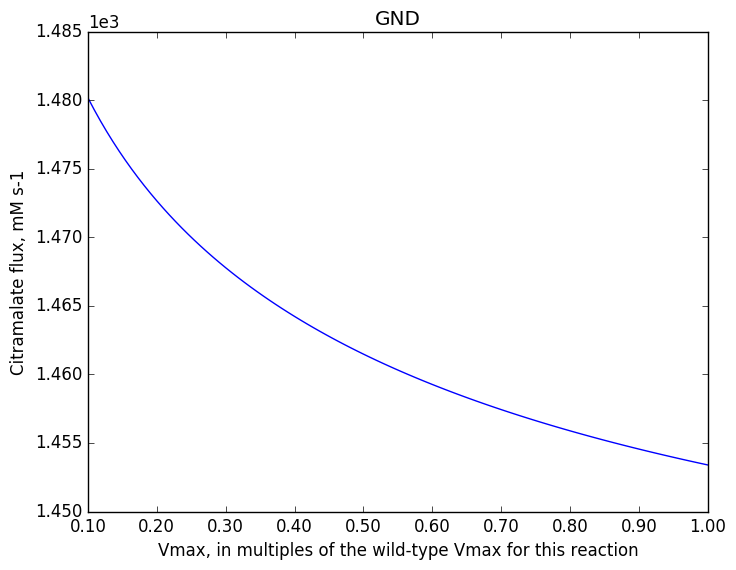 GND
1e3
1.485
1.480
1.475
1.470
1.465
1.460
1.455
1.450
Citramalate flux, mM s-1
0.10 0.20 0.30 0.40 0.50 0.60 0.70 0.80 0.90 1.00
Vmax, in multiples of the wild-type Vmax for this reaction